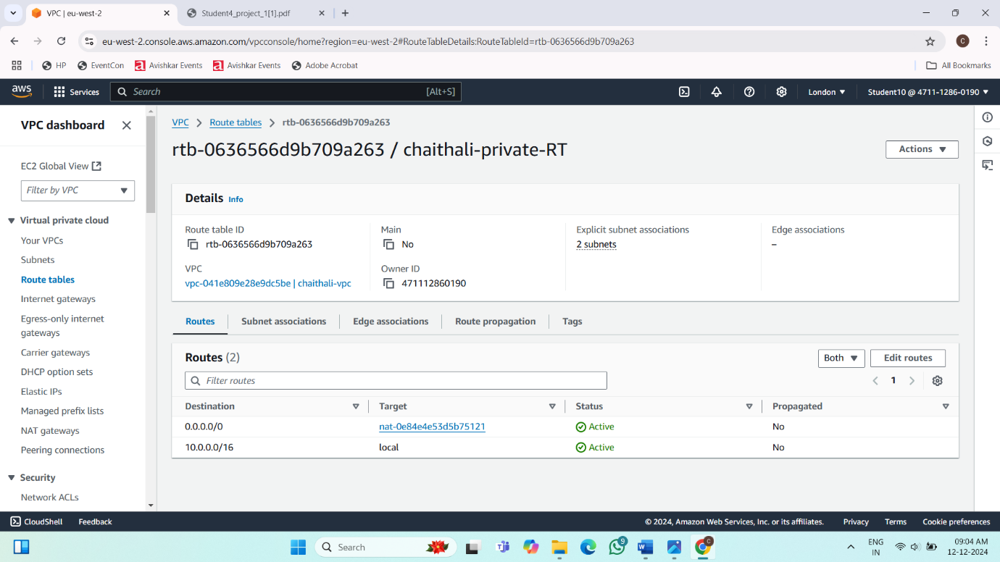 VPC | eu-west-2
Student4_project_1[1].pdf
eu-west-2.console.aws.amazon.com/vpcconsole/home?region=eu-west-2#RouteTableDetails:RouteTableId=rtb-0636566d9b709a263
C
HP
EventCon
Avishkar Events
Avishkar Events
Adobe Acrobat
All Bookmarks
aws
Services
Search
[Alt+S]
London
Student10 @ 4711-1286-0190
VPC dashboard
EC2 Global View
Filter by VPC
Virtual private cloud
Your VPCs
Subnets
Route tables
Internet gateways
Egress-only internet
gateways
Carrier gateways
DHCP option sets
Elastic IPs
Managed prefix lists
NAT gateways
Peering connections
Security
Network ACLs
VPC
Route tables
rtb-0636566d9b709a263
rtb-0636566d9b709a263 / chaithali-private-RT
Actions
Details Info
Route table ID
rtb-0636566d9b709a263
Main
No
Explicit subnet associations
2 subnets
Edge associations
–
VPC
vpc-041e809e28e9dc5be | chaithali-vpc
Owner ID
471112860190
Routes
Subnet associations
Edge associations
Route propagation
Tags
Routes (2)
Both
Edit routes
Filter routes
1
Destination
Target
Status
Propagated
0.0.0.0/0
nat-0e84e4e53d5b75121
Active
No
10.0.0.0/16
local
Active
No
CloudShell
Feedback
© 2024, Amazon Web Services, Inc. or its affiliates.
Privacy
Terms
Cookie preferences
Search
9
C
ENG
IN
09:04 AM
12-12-2024